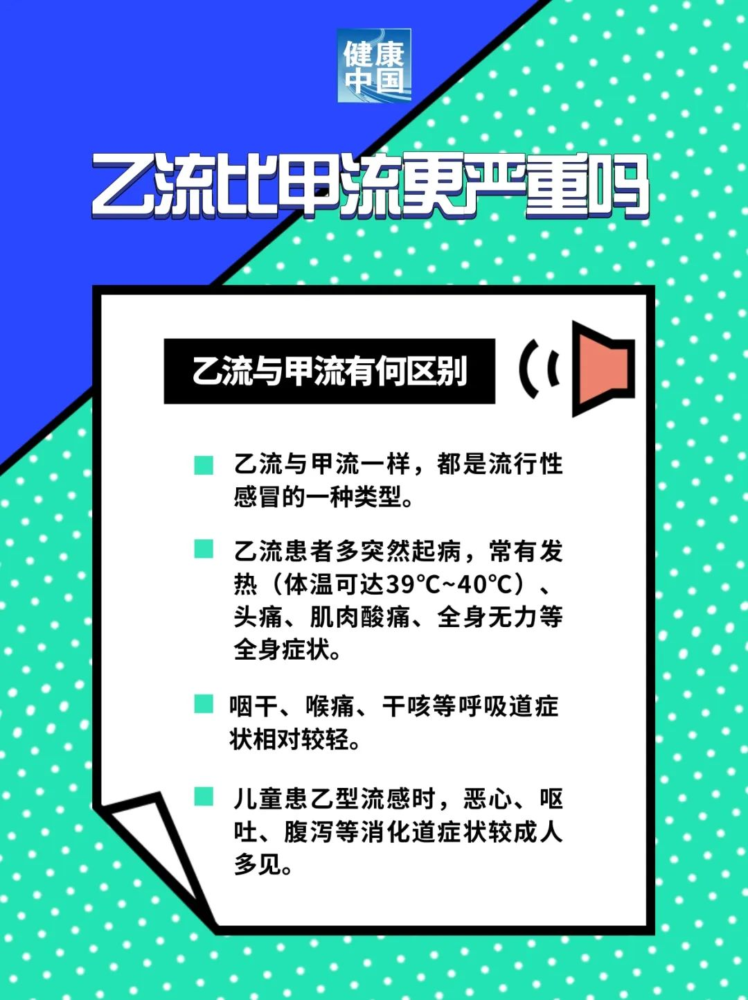 健康
中国
乙流比甲流更严重吗
乙流与甲流有何区别
乙流与甲流一样，都是流行性
感冒的一种类型。
乙流患者多突然起病，常有发
热（体温可达39℃~40℃）、
头痛、肌肉酸痛、全身无力等
全身症状。
咽干、喉痛、干咳等呼吸道症
状相对较轻。
儿童患乙型流感时，恶心、呕
吐、腹泻等消化道症状较成人
多见。